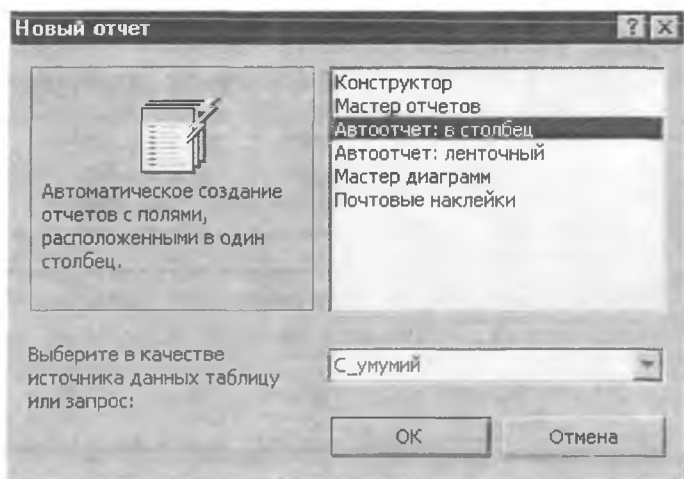 Новый отчет
Автоматическое создание
отчетов с полями,
расположенными в один
столбец.
Конструктор
Мастер отчетов
Автоотчет: в столбец
Автоотчет: ленточный
Мастер диаграмм
Почтовые наклейки
Выберите в качестве
источника данных таблицу
или запрос:
С_умумий
ОК
Отмена